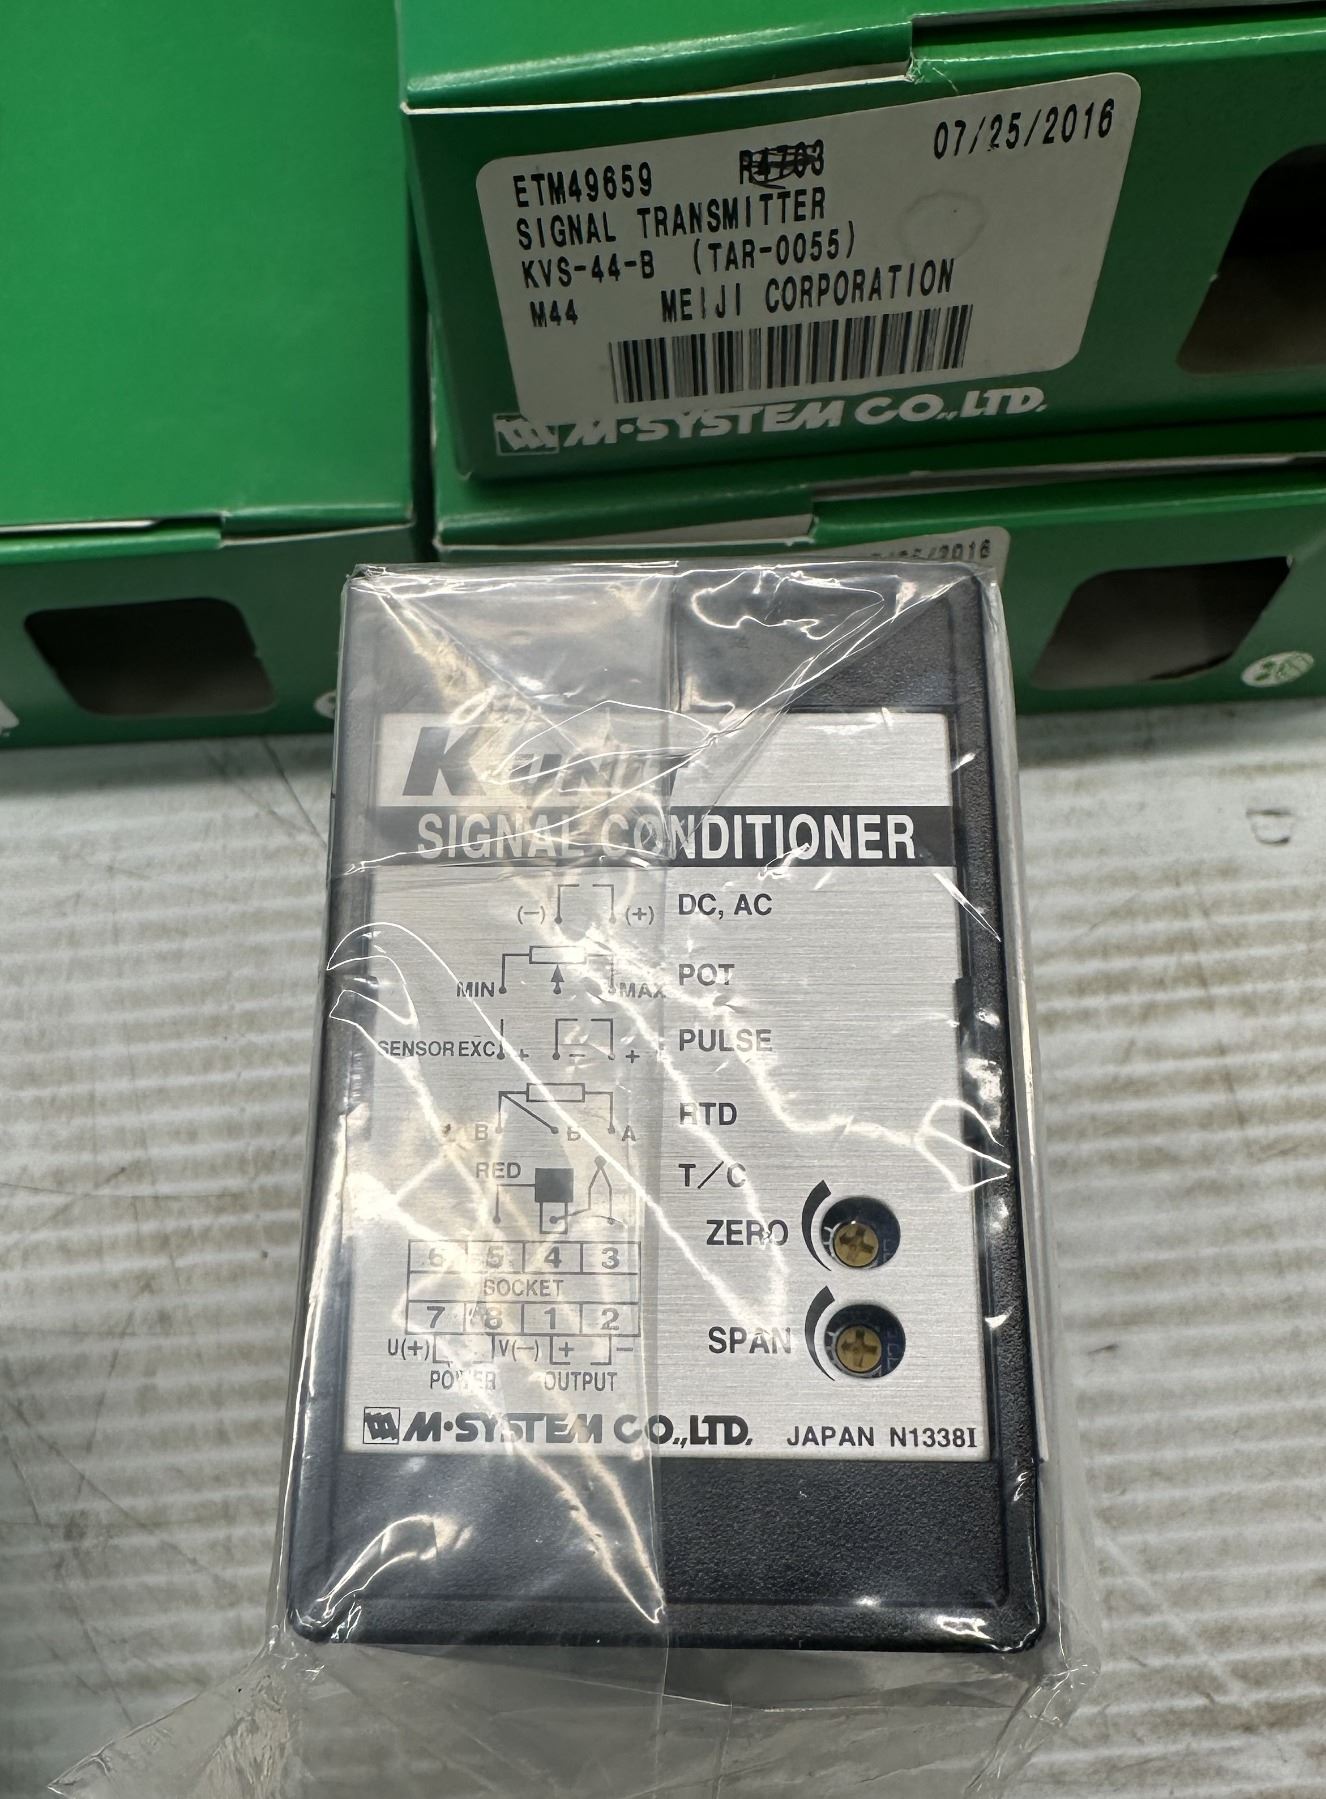 ETM49659 07/25/2016
SIGNAL TRANSMITTER
KVS-44-B (TAR-0055)
M44 MEIJI CORPORATION
M·SYSTEM CO.,LTD.
/2016
K-UNIT
SIGNAL CONDITIONER
(−) (+) DC, AC
MIN MAX POT
SENSOR EXC + − + PULSE
B B A RTD
RED T/C
ZERO
6 5 4 3
SOCKET
7 8 1 2
SPAN
U(+) V(−) + −
POWER OUTPUT
M·SYSTEM CO.,LTD. JAPAN N1338I